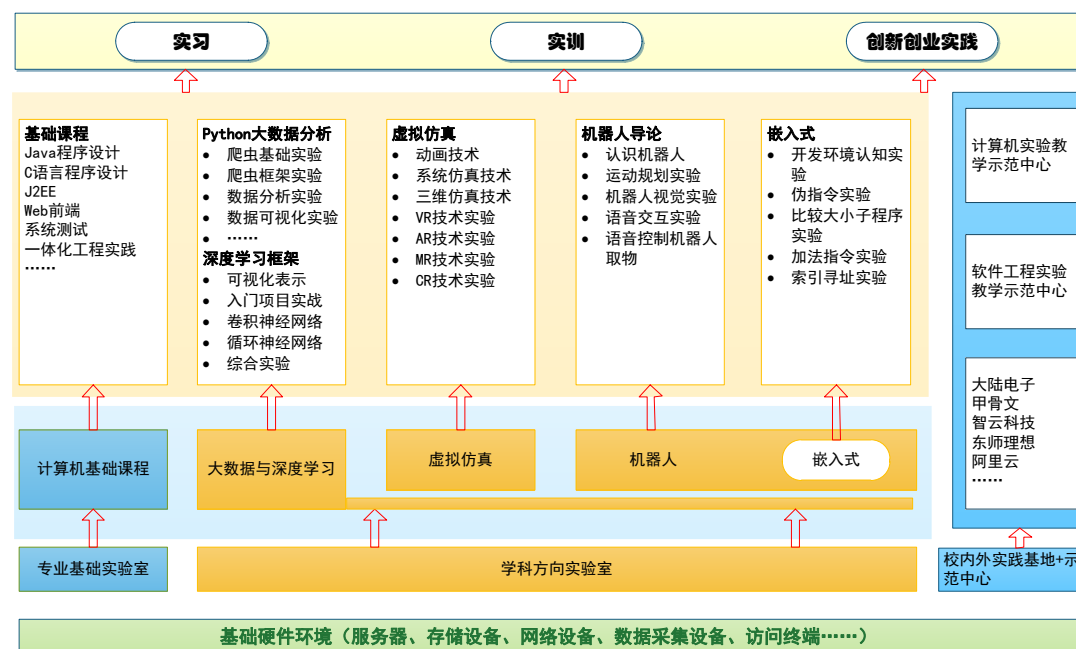 实习
实训
创新创业实践
基础课程
Java程序设计
C语言程序设计
J2EE
Web前端
系统测试
一体化工程实践
……
Python大数据分析
• 爬虫基础实验
• 爬虫框架实验
• 数据分析实验
• 数据可视化实验
• ……
深度学习框架
• 可视化表示
• 入门项目实战
• 卷积神经网络
• 循环神经网络
• 综合实验
虚拟仿真
• 动画技术
• 系统仿真技术
• 三维仿真技术
• VR技术实验
• AR技术实验
• MR技术实验
• CR技术实验
机器人导论
• 认识机器人
• 运动规划实验
• 机器人视觉实验
• 语音交互实验
• 语音控制机器人
取物
嵌入式
• 开发环境认知实
验
• 伪指令实验
• 比较大小子程序
实验
• 加法指令实验
• 索引寻址实验
计算机实验教
学示范中心
软件工程实验
教学示范中心
大陆电子
甲骨文
智云科技
东师理想
阿里云
……
计算机基础课程
大数据与深度学习
虚拟仿真
机器人
嵌入式
专业基础实验室
学科方向实验室
校内外实践基地+示
范中心
基础硬件环境（服务器、存储设备、网络设备、数据采集设备、访问终端……）